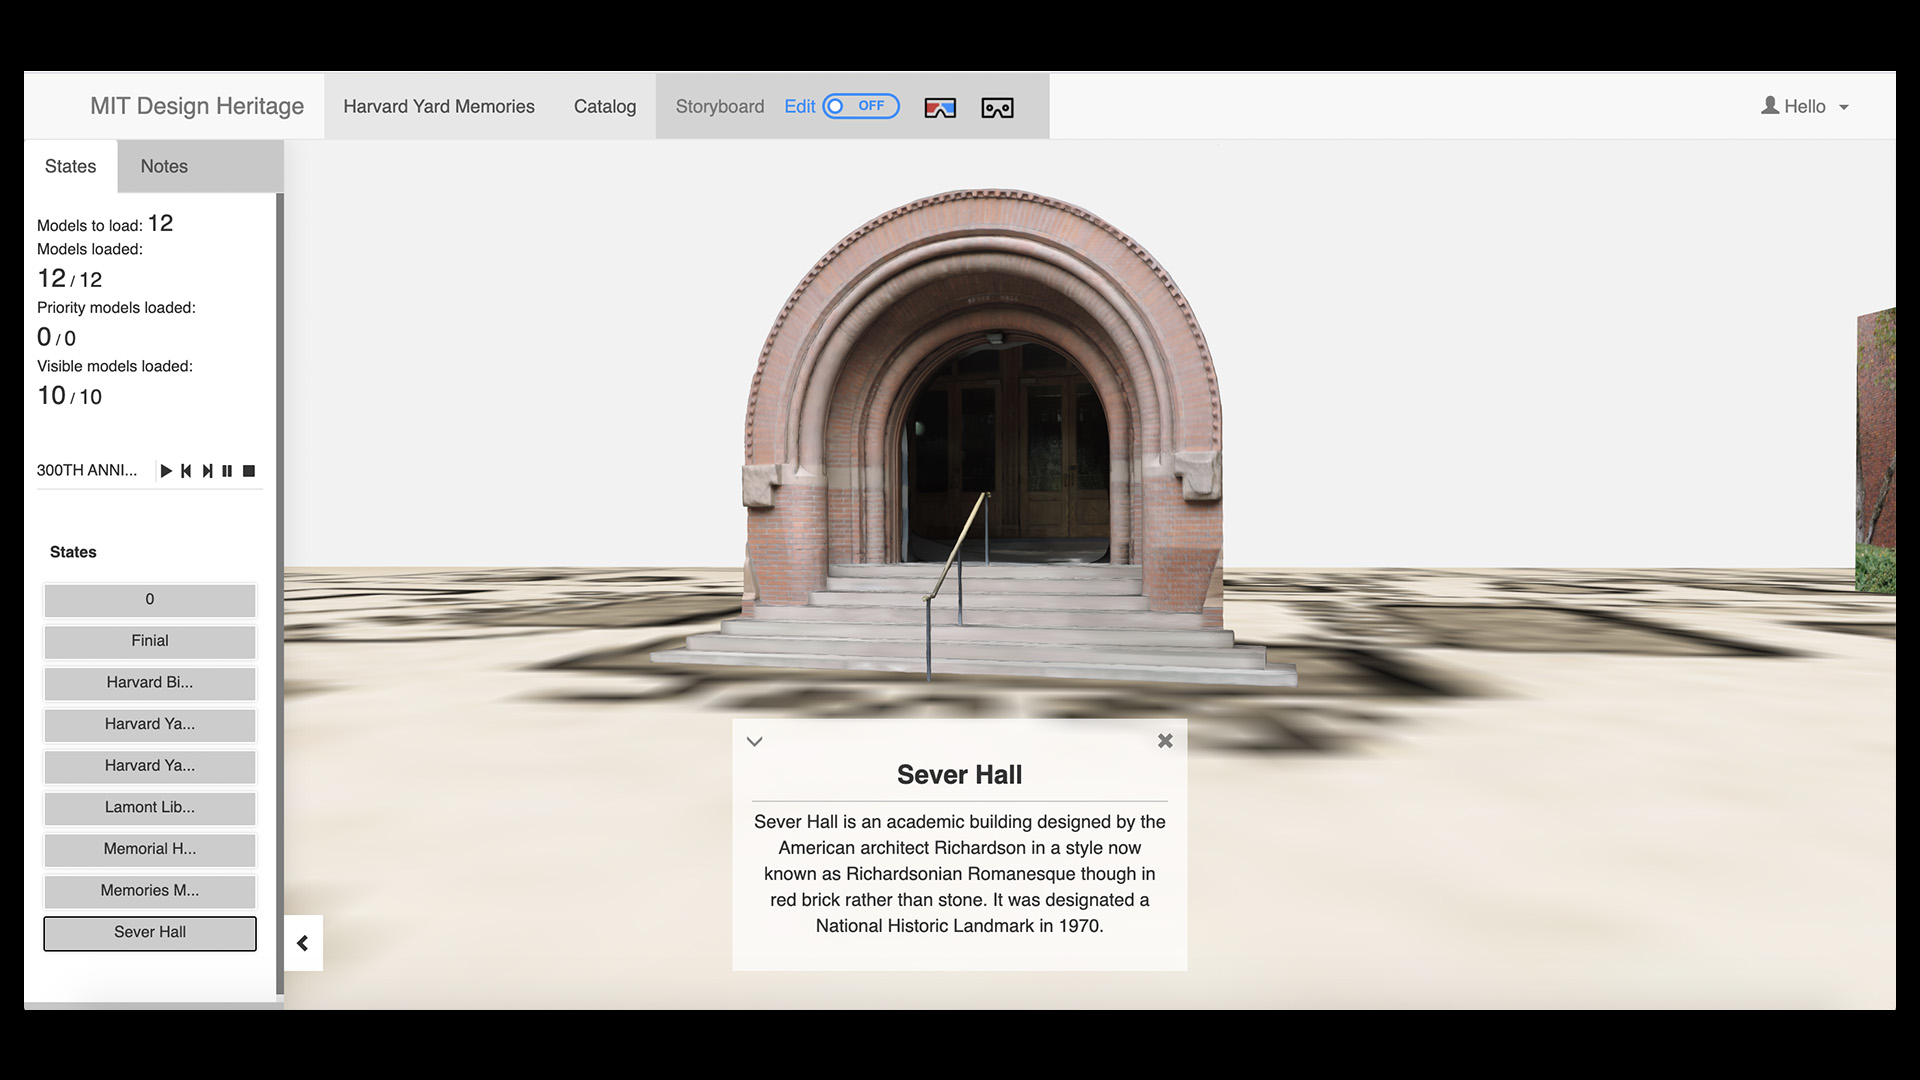 MIT Design Heritage
Harvard Yard Memories
Catalog
Storyboard
Edit
OFF
Hello
States
Notes
Models to load: 12
Models loaded:
12 / 12
Priority models loaded:
0 / 0
Visible models loaded:
10 / 10
300TH ANNI...
States
0
Finial
Harvard Bi...
Harvard Ya...
Harvard Ya...
Lamont Lib...
Memorial H...
Memories M...
Sever Hall
Sever Hall
Sever Hall is an academic building designed by the
American architect Richardson in a style now
known as Richardsonian Romanesque though in
red brick rather than stone. It was designated a
National Historic Landmark in 1970.